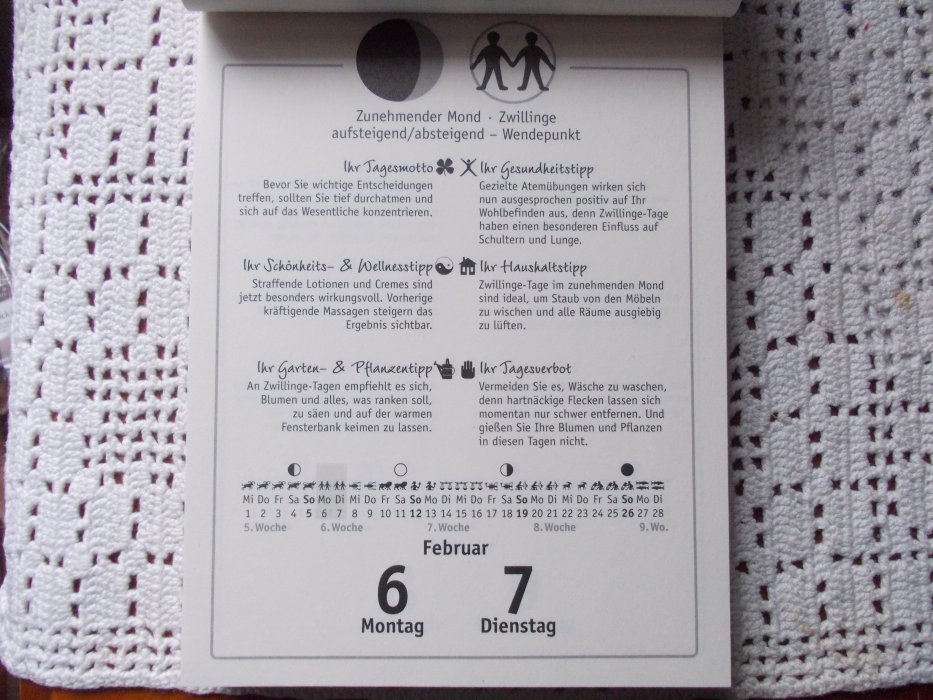 Zunehmender Mond · Zwillinge
aufsteigend/absteigend – Wendepunkt
Ihr Tagesmotto
Bevor Sie wichtige Entscheidungen
treffen, sollten Sie tief durchatmen und
sich auf das Wesentliche konzentrieren.
Ihr Gesundheitstipp
Gezielte Atemübungen wirken sich
nun ausgesprochen positiv auf Ihr
Wohlbefinden aus, denn Zwillinge-Tage
haben einen besonderen Einfluss auf
Schultern und Lunge.
Ihr Schönheits- & Wellnesstipp
Straffende Lotionen und Cremes sind
jetzt besonders wirkungsvoll. Vorherige
kräftigende Massagen steigern das
Ergebnis sichtbar.
Ihr Haushaltstipp
Zwillinge-Tage im zunehmenden Mond
sind ideal, um Staub von den Möbeln
zu wischen und alle Räume ausgiebig
zu lüften.
Ihr Garten- & Pflanzentipp
An Zwillinge-Tagen empfiehlt es sich,
Blumen und alles, was ranken soll,
zu säen und auf der warmen
Fensterbank keimen zu lassen.
Ihr Tagesverbot
Vermeiden Sie es, Wäsche zu waschen,
denn hartnäckige Flecken lassen sich
momentan nur schwer entfernen. Und
gießen Sie Ihre Blumen und Pflanzen
in diesen Tagen nicht.
Mi Do Fr Sa So Mo Di Mi Do Fr Sa So Mo Di Mi Do Fr Sa So Mo Di Mi Do Fr Sa So Mo Di
1 2 3 4 5 6 7 8 9 10 11 12 13 14 15 16 17 18 19 20 21 22 23 24 25 26 27 28
5. Woche 6. Woche 7. Woche 8. Woche 9. Wo.
Februar
6 7
Montag Dienstag